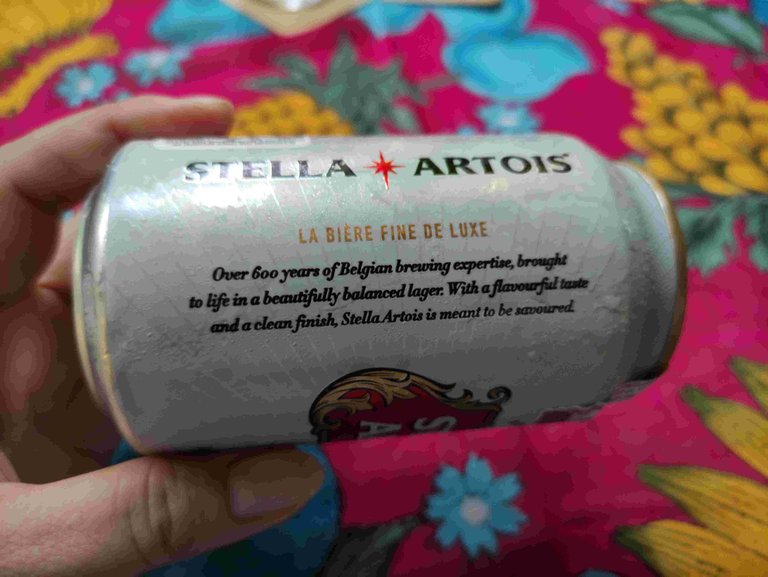 STELLA ARTOIS
LA BIÈRE FINE DE LUXE
Over 600 years of Belgian brewing expertise, brought
to life in a beautifully balanced lager. With a flavourful taste
and a clean finish, Stella Artois is meant to be savoured.